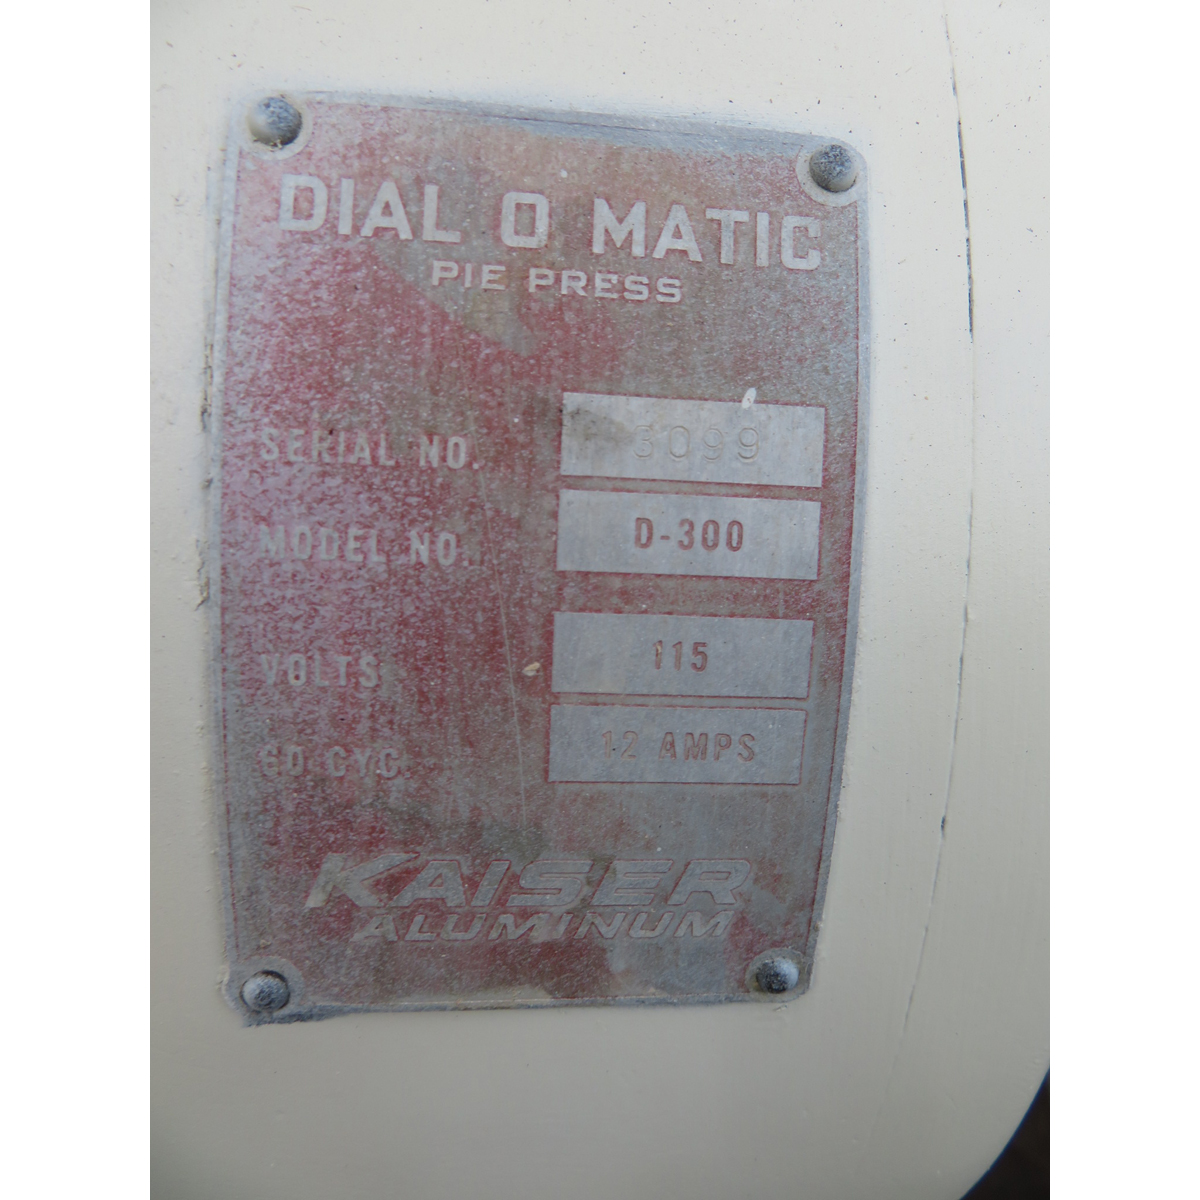 DIAL O MATIC
PIE PRESS
SERIAL NO. 3099
MODEL NO. D-300
VOLTS 115
60 CYC 12 AMPS
KAISER
ALUMINUM